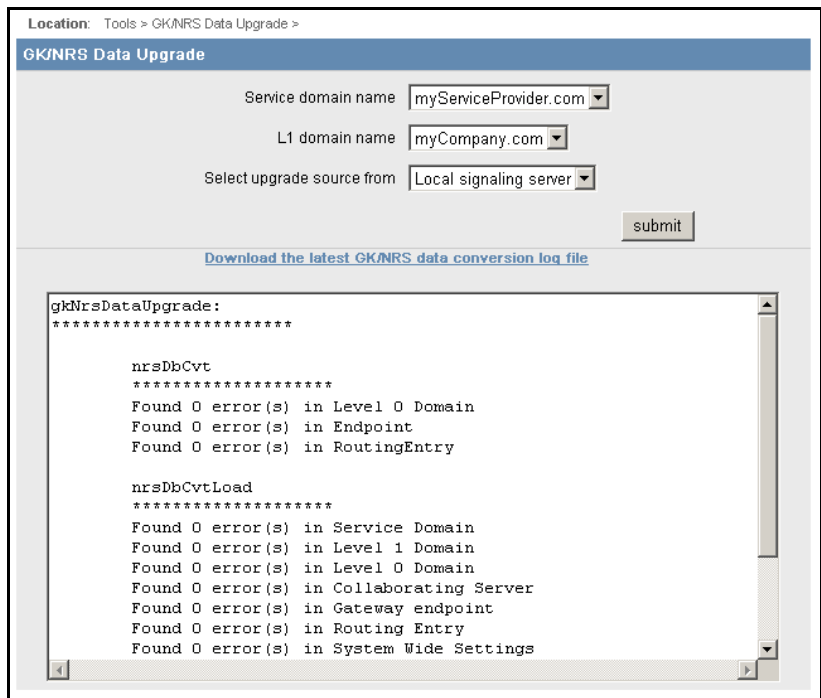 Location: Tools > GK/NRS Data Upgrade >
GK/NRS Data Upgrade
Service domain name myServiceProvider.com
L1 domain name myCompany.com
Select upgrade source from Local signaling server
submit
Download the latest GK/NRS data conversion log file
gkNrsDataUpgrade:
************************
nrsDbCvt
********************
Found 0 error(s) in Level 0 Domain
Found 0 error(s) in Endpoint
Found 0 error(s) in RoutingEntry
nrsDbCvtLoad
********************
Found 0 error(s) in Service Domain
Found 0 error(s) in Level 1 Domain
Found 0 error(s) in Level 0 Domain
Found 0 error(s) in Collaborating Server
Found 0 error(s) in Gateway endpoint
Found 0 error(s) in Routing Entry
Found 0 error(s) in System Wide Settings